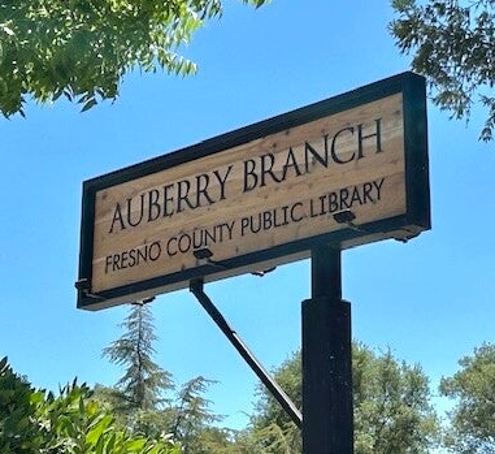 AUBERRY BRANCH
FRESNO COUNTY PUBLIC LIBRARY